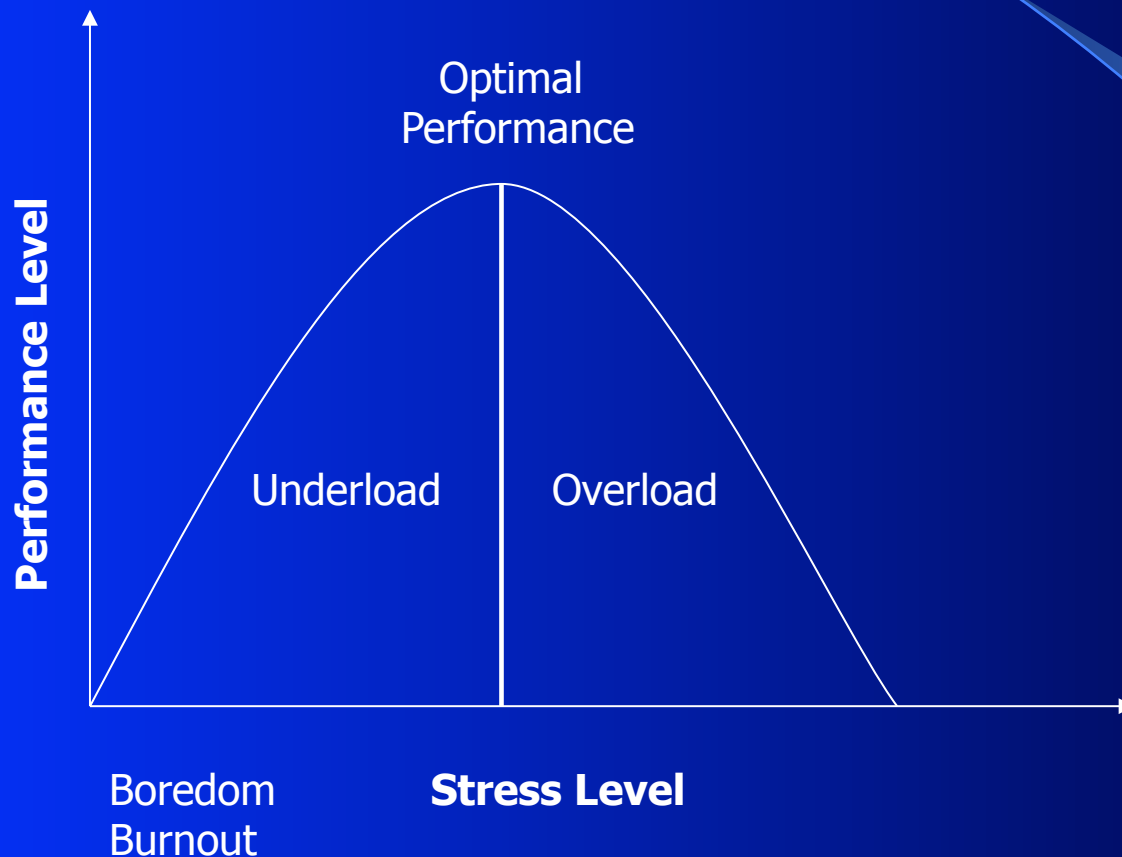 Optimal
Performance
Performance Level
Underload
Overload
Boredom
Burnout
Stress Level